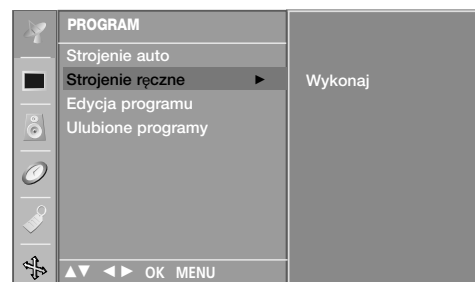 PROGRAM
Strojenie auto
Strojenie ręczne ►
Wykonaj
Edycja programu
Ulubione programy
▲▼ ◄► OK MENU